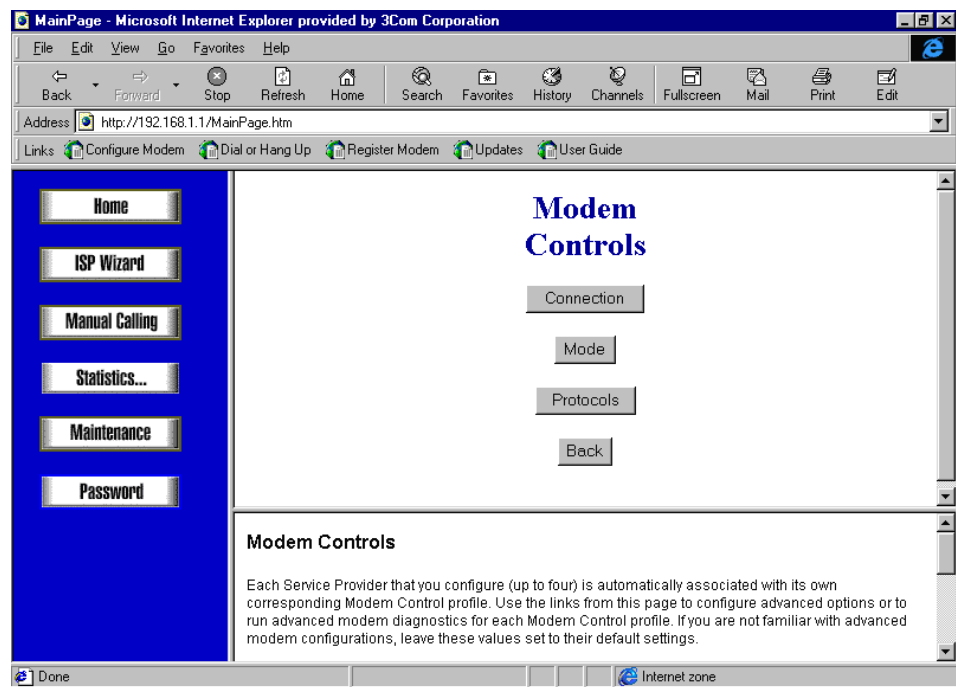 MainPage - Microsoft Internet Explorer provided by 3Com Corporation
File Edit View Go Favorites Help
Back Forward Stop Refresh Home Search Favorites History Channels Fullscreen Mail Print Edit
Address http://192.168.1.1/MainPage.htm
Links Configure Modem Dial or Hang Up Register Modem Updates User Guide
Home
ISP Wizard
Manual Calling
Statistics...
Maintenance
Password
Modem
Controls
Connection
Mode
Protocols
Back
Modem Controls
Each Service Provider that you configure (up to four) is automatically associated with its own
corresponding Modem Control profile. Use the links from this page to configure advanced options or to
run advanced modem diagnostics for each Modem Control profile. If you are not familiar with advanced
modem configurations, leave these values set to their default settings.
Done Internet zone